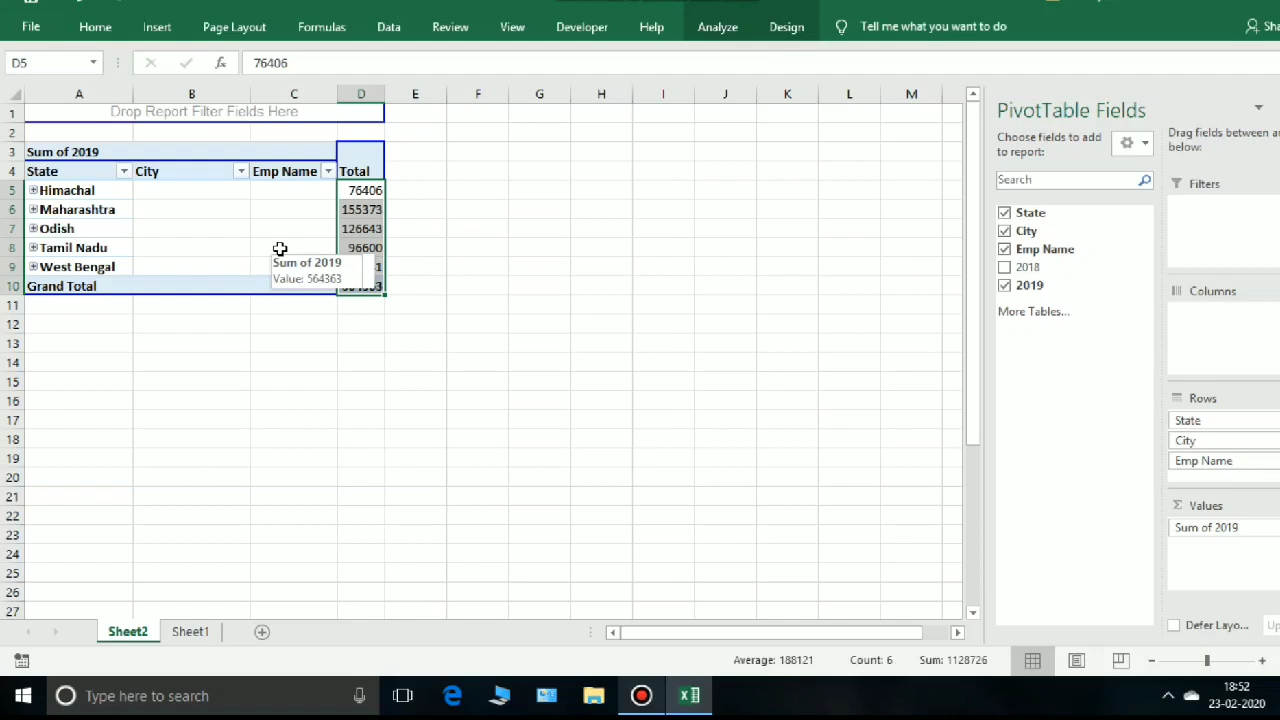 File Home Insert Page Layout Formulas Data Review View Developer Help Analyze Design Tell me what you want to do
D5 fx 76406
A B C D E F G H I J K L M
1 Drop Report Filter Fields Here
2
3 Sum of 2019
4 State City Emp Name Total
5 Himachal 76406
6 Maharashtra 155373
7 Odish 126643
8 Tamil Nadu 96600
9 West Bengal
10 Grand Total
Sum of 2019
Value: 564363
11
12
13
14
15
16
17
18
19
20
21
22
23
24
25
26
27
PivotTable Fields
Choose fields to add
to report:
Search
State
City
Emp Name
2018
2019
More Tables...
Drag fields between
below:
Filters
Columns
Rows
State
City
Emp Name
Σ Values
Sum of 2019
Defer Layo...
Sheet2 Sheet1
Average: 188121 Count: 6 Sum: 1128726
Type here to search
18:52
23-02-2020